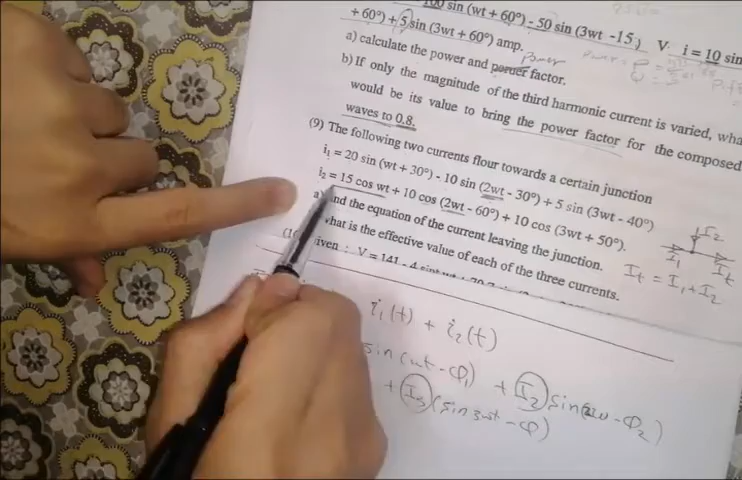 100 sin (wt + 60°) - 50 sin (3wt - 15.) V i = 10 sin
+ 60°) + 5 sin (3wt + 60°) amp.
a) calculate the power and poruer factor.
power
b) If only the magnitude of the third harmonic current is varied, wha
would be its value to bring the power factor for the composed
waves to 0.8.
(9) The following two currents flour towards a certain junction
i₁ = 20 sin (wt + 30°) - 10 sin (2wt - 30°) + 5 sin (3wt - 40°)
i₂ = 15 cos wt + 10 cos (2wt - 60°) + 10 cos (3wt + 50°).
a) ind the equation of the current leaving the junction.
what is the effective value of each of the three currents.
(1 iven : V = 141
I₂
I₁ It
It = I₁ + I₂
i₁(t) + i₂(t)
sin(wt - φ₁) + I₂ sin(2w - φ₂)
+ I₃ (sin 3wt - φ)